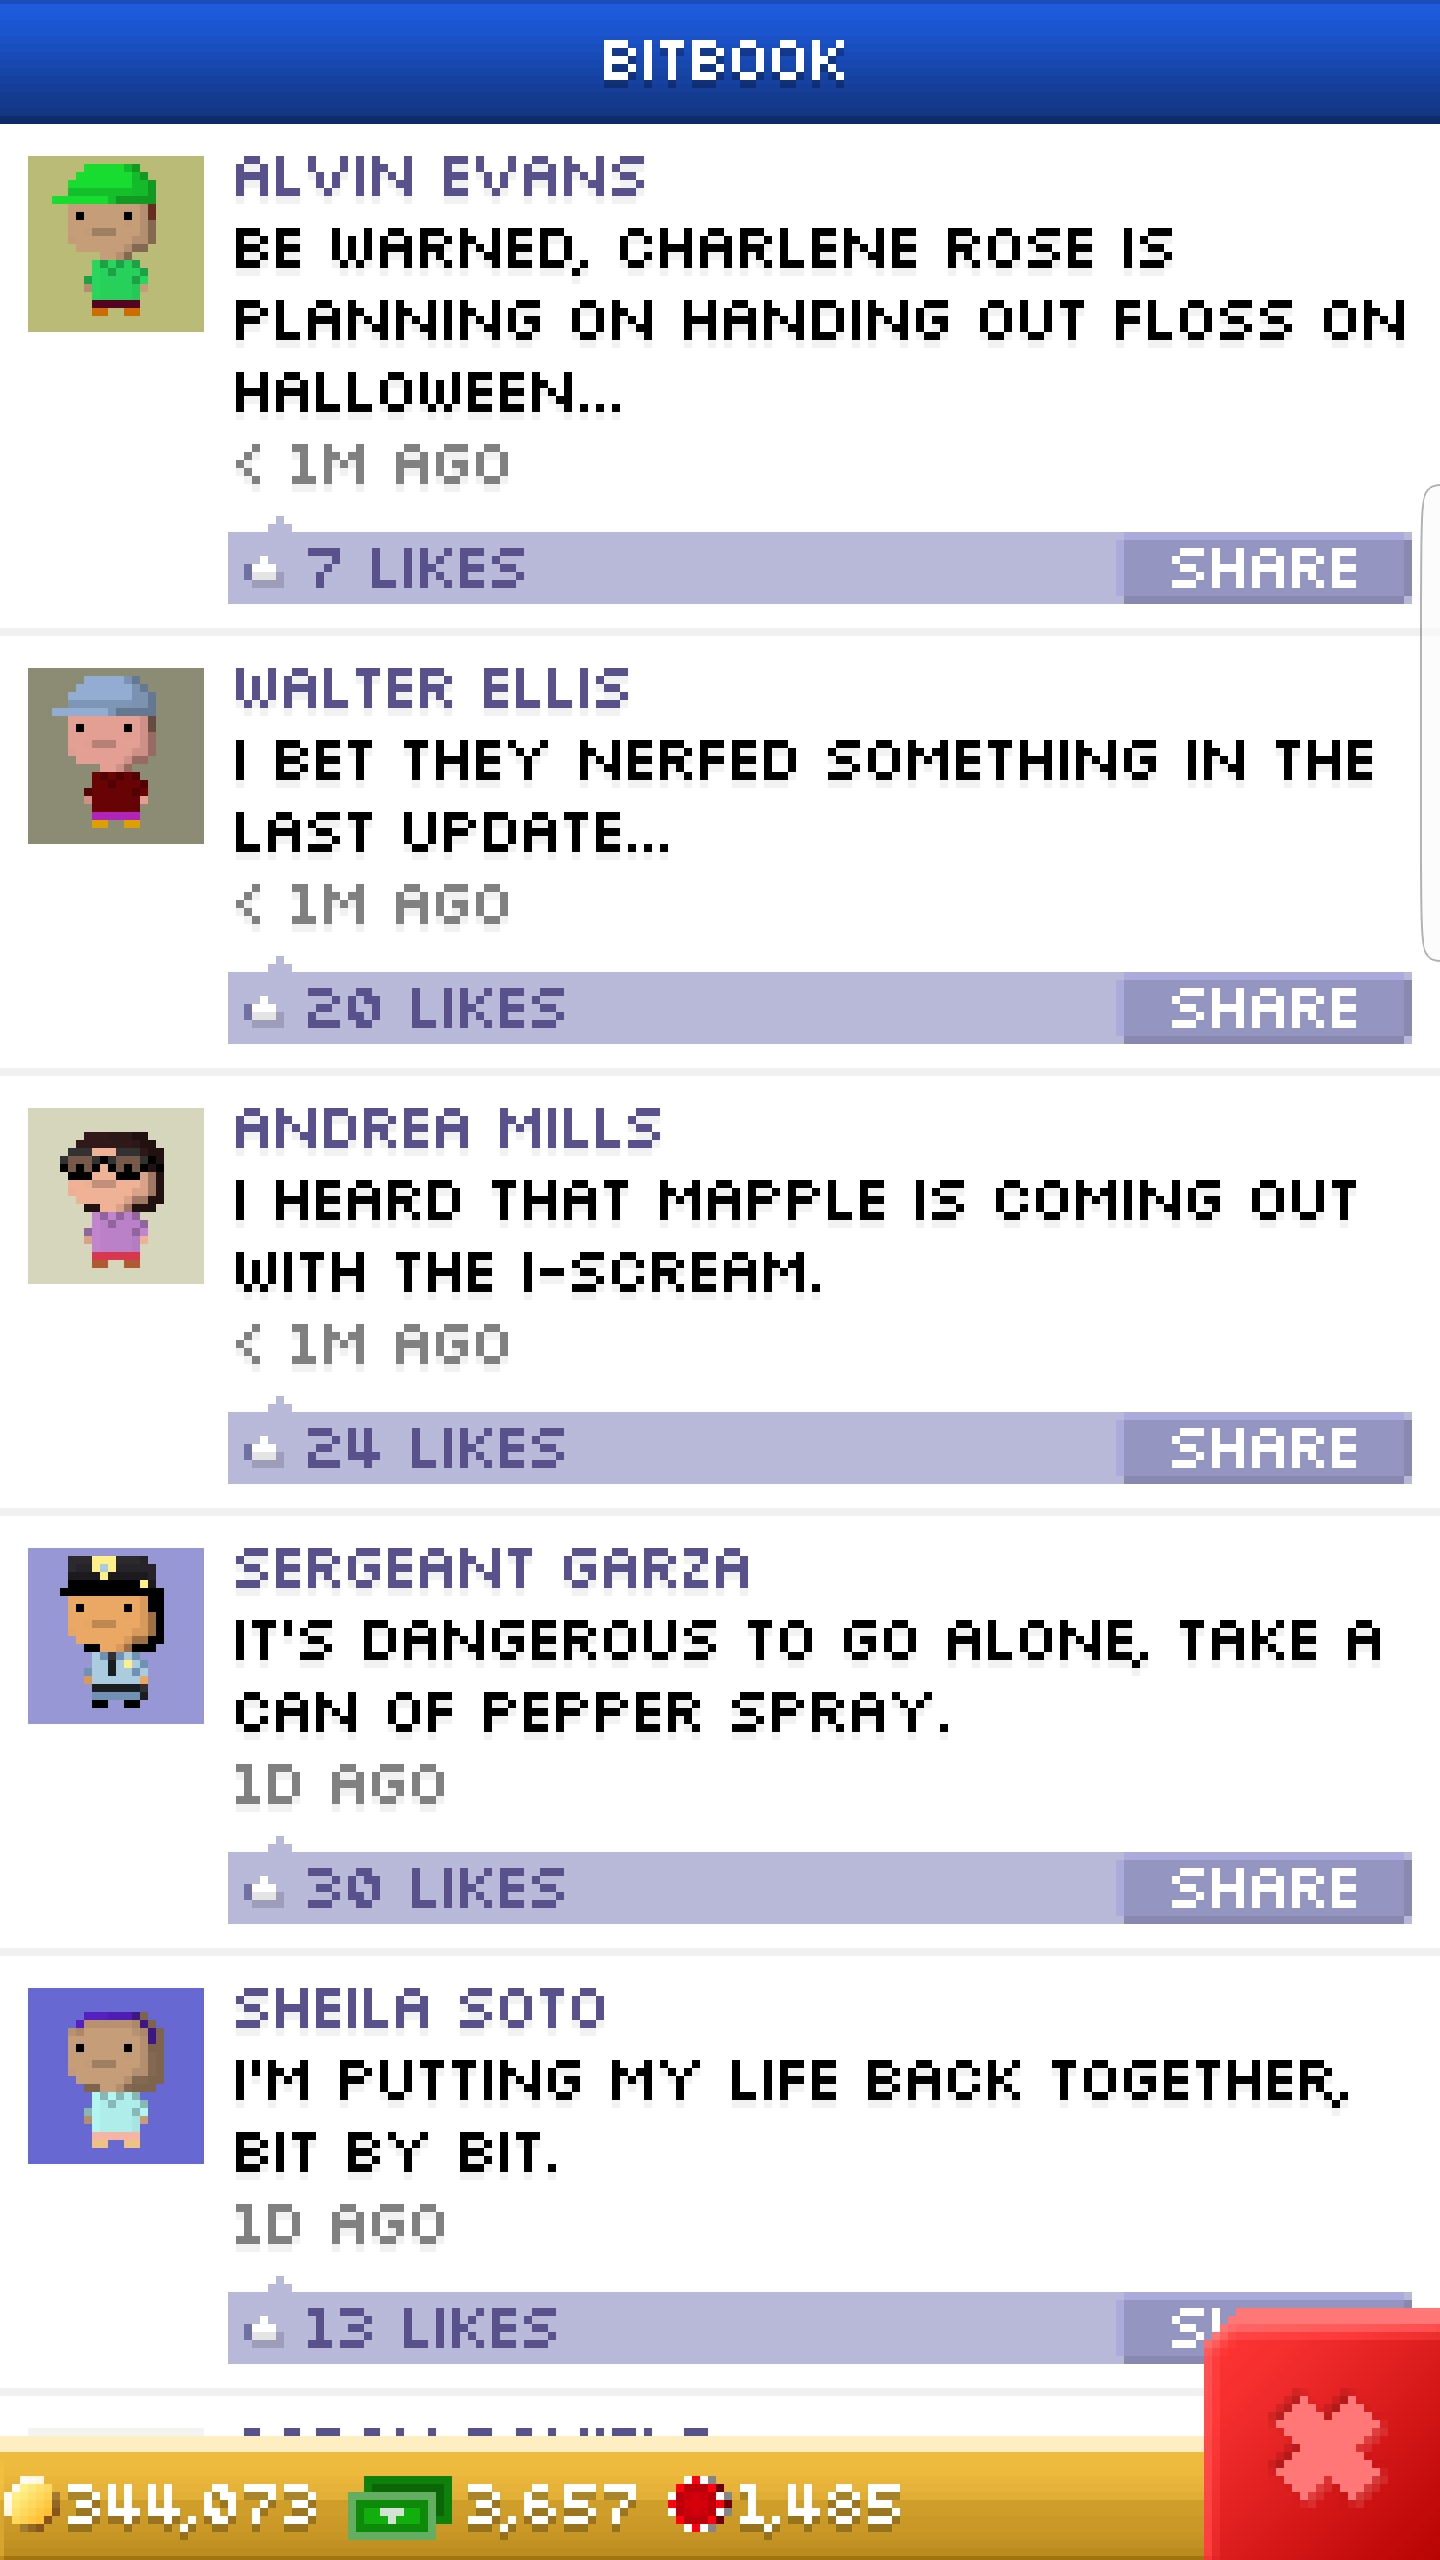 BITBOOK
ALVIN EVANS
BE WARNED, CHARLENE ROSE IS
PLANNING ON HANDING OUT FLOSS ON
HALLOWEEN...
< 1M AGO
7 LIKES SHARE
WALTER ELLIS
I BET THEY NERFED SOMETHING IN THE
LAST UPDATE...
< 1M AGO
20 LIKES SHARE
ANDREA MILLS
I HEARD THAT MAPPLE IS COMING OUT
WITH THE I-SCREAM.
< 1M AGO
24 LIKES SHARE
SERGEANT GARZA
IT'S DANGEROUS TO GO ALONE, TAKE A
CAN OF PEPPER SPRAY.
1D AGO
30 LIKES SHARE
SHEILA SOTO
I'M PUTTING MY LIFE BACK TOGETHER,
BIT BY BIT.
1D AGO
13 LIKES
344,073 3,657 1,485